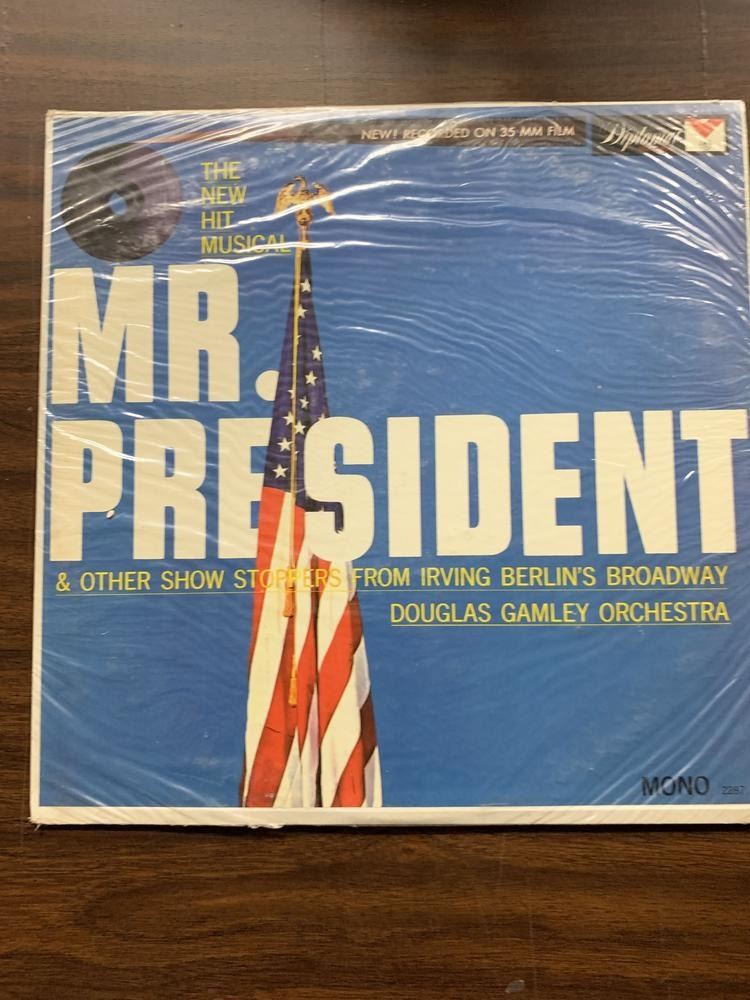 NEW! RECORDED ON 35 MM FILM
Diplomat
THE
NEW
HIT
MUSICAL
MR.
PRESIDENT
& OTHER SHOW STOPPERS FROM IRVING BERLIN'S BROADWAY
DOUGLAS GAMLEY ORCHESTRA
MONO